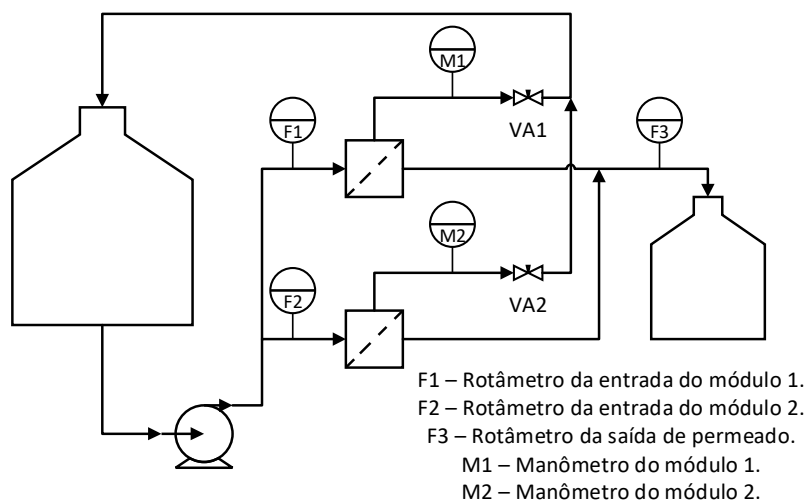 M1
F1
VA1
F3
M2
F2
VA2
F1 – Rotâmetro da entrada do módulo 1.
F2 – Rotâmetro da entrada do módulo 2.
F3 – Rotâmetro da saída de permeado.
M1 – Manômetro do módulo 1.
M2 – Manômetro do módulo 2.